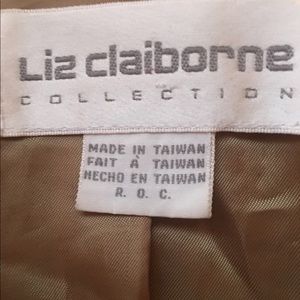 Liz claiborne
COLLECTION
MADE IN TAIWAN
FAIT À TAIWAN
HECHO EN TAIWAN
R. O. C.